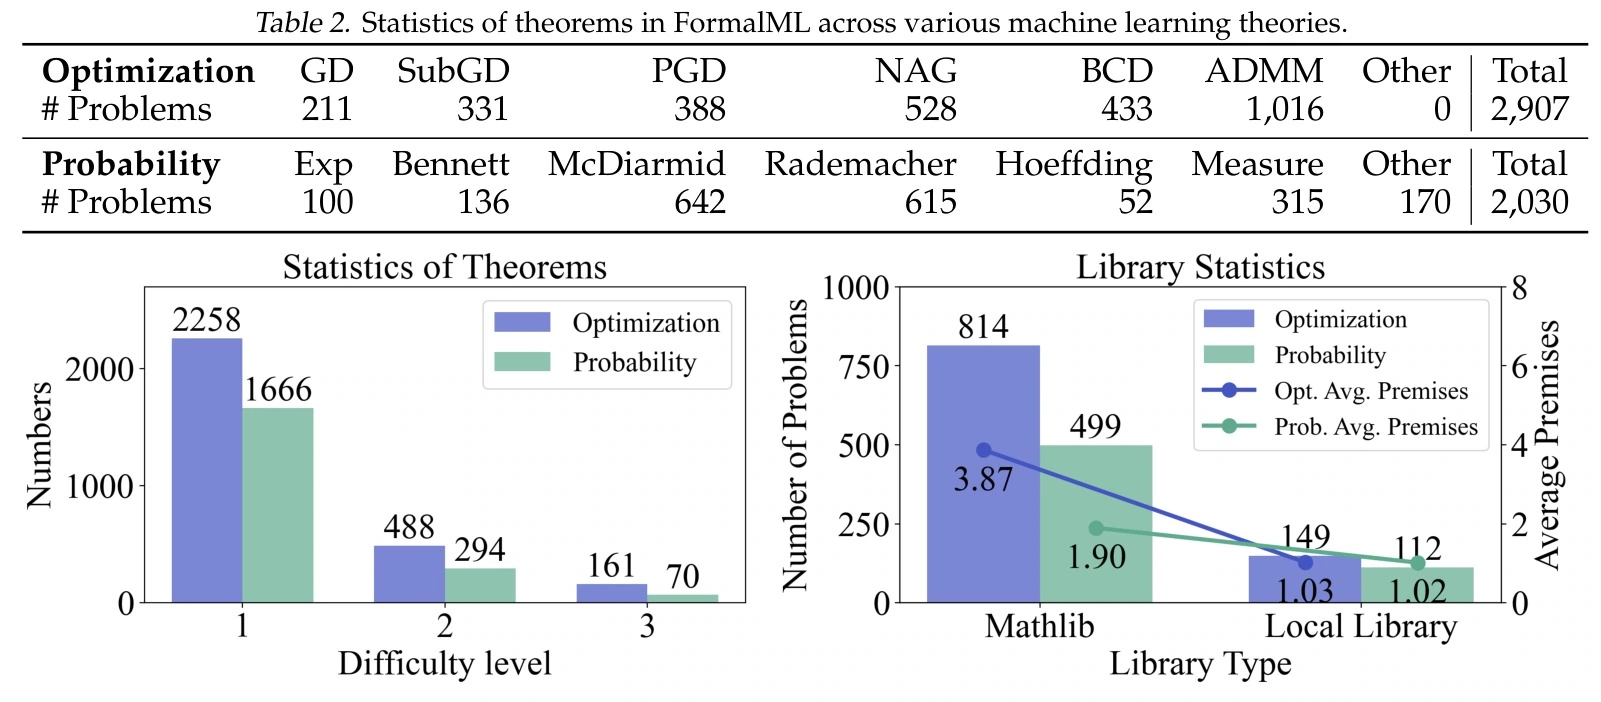 Table 2. Statistics of theorems in FormalML across various machine learning theories.
Optimization GD SubGD PGD NAG BCD ADMM Other Total
# Problems 211 331 388 528 433 1,016 0 2,907
Probability Exp Bennett McDiarmid Rademacher Hoeffding Measure Other Total
# Problems 100 136 642 615 52 315 170 2,030
Statistics of Theorems
Numbers
2000
1000
0
2258
1666
488
294
161
70
Optimization
Probability
1 2 3
Difficulty level
Library Statistics
Number of Problems
1000
750
500
250
0
814
499
149
112
3.87
1.90
1.03
1.02
Optimization
Probability
Opt. Avg. Premises
Prob. Avg. Premises
8
6
4
2
0
Average Premises
Mathlib Local Library
Library Type